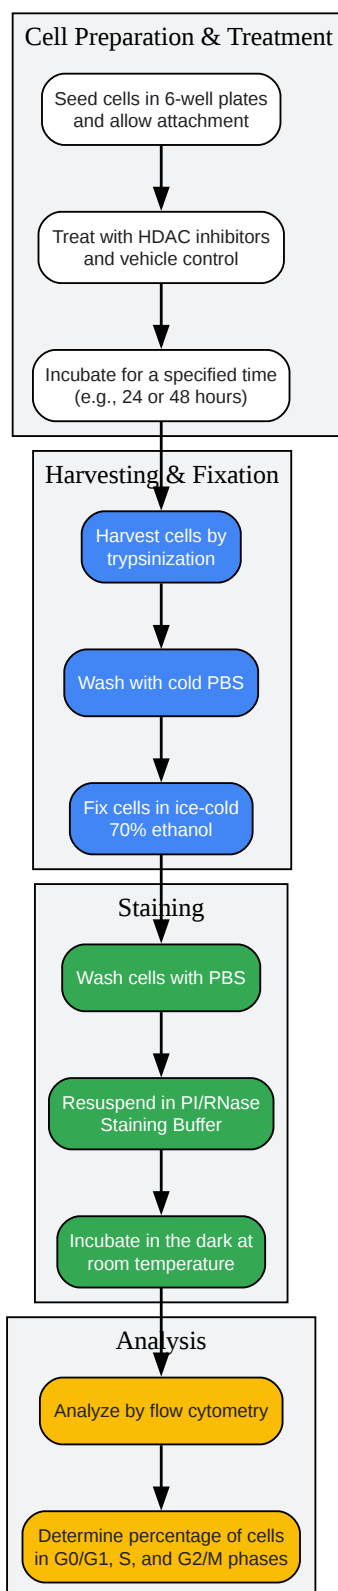 Cell Preparation & Treatment
Seed cells in 6-well plates
and allow attachment
Treat with HDAC inhibitors
and vehicle control
Incubate for a specified time
(e.g., 24 or 48 hours)
Harvesting & Fixation
Harvest cells by
trypsinization
Wash with cold PBS
Fix cells in ice-cold
70% ethanol
Staining
Wash cells with PBS
Resuspend in PI/RNase
Staining Buffer
Incubate in the dark at
room temperature
Analysis
Analyze by flow cytometry
Determine percentage of cells
in G0/G1, S, and G2/M phases